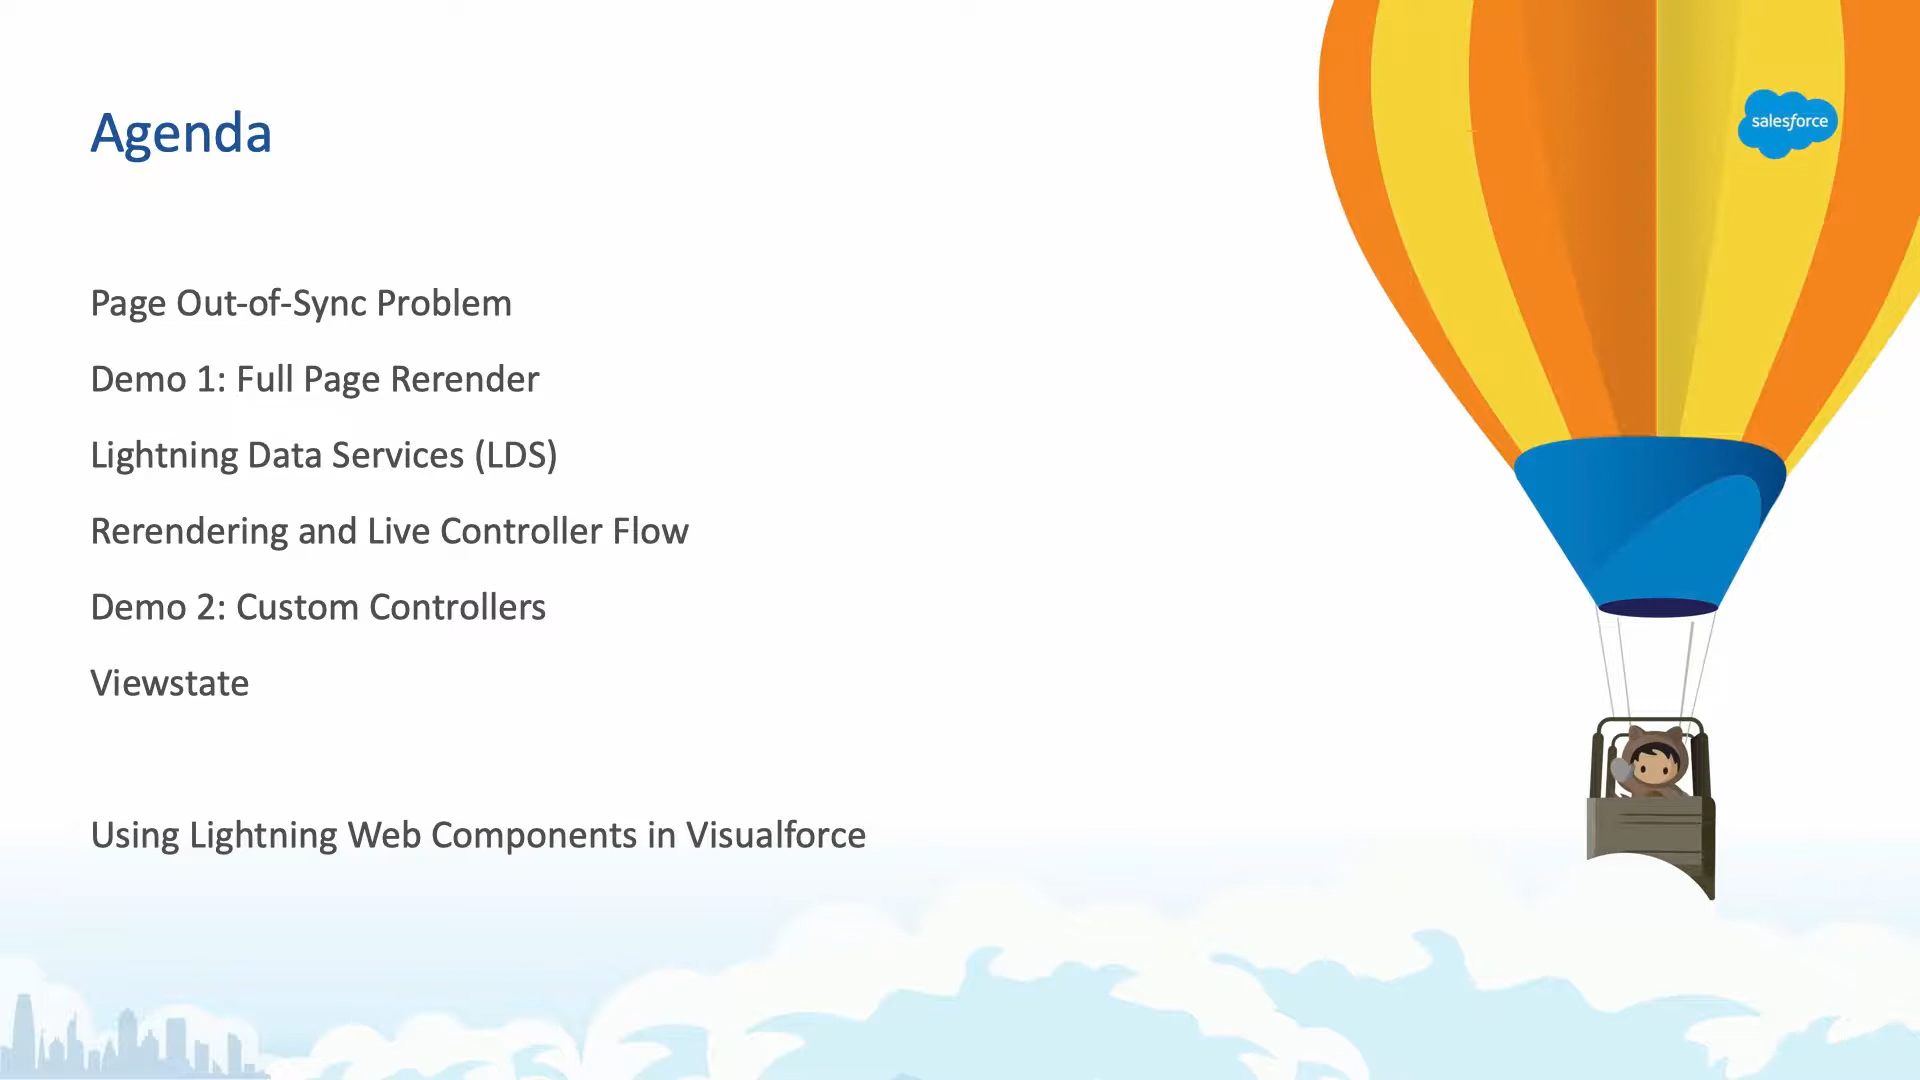 Agenda
salesforce
Page Out-of-Sync Problem
Demo 1: Full Page Rerender
Lightning Data Services (LDS)
Rerendering and Live Controller Flow
Demo 2: Custom Controllers
Viewstate
Using Lightning Web Components in Visualforce